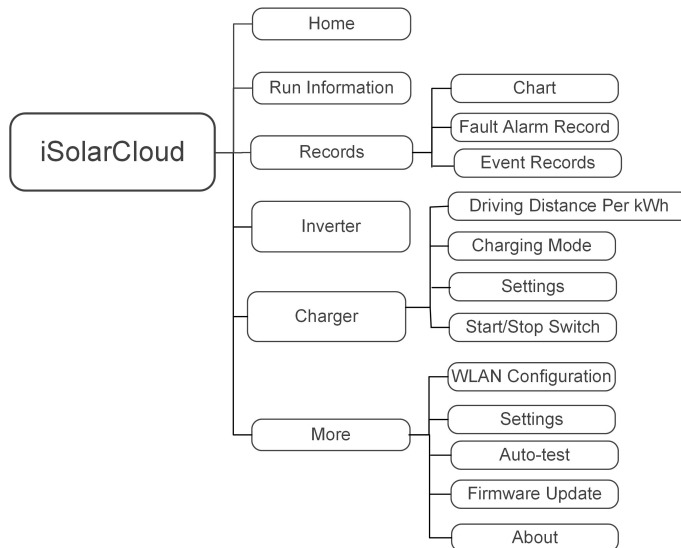 iSolarCloud
Home
Run Information
Records
Chart
Fault Alarm Record
Event Records
Inverter
Charger
Driving Distance Per kWh
Charging Mode
Settings
Start/Stop Switch
More
WLAN Configuration
Settings
Auto-test
Firmware Update
About